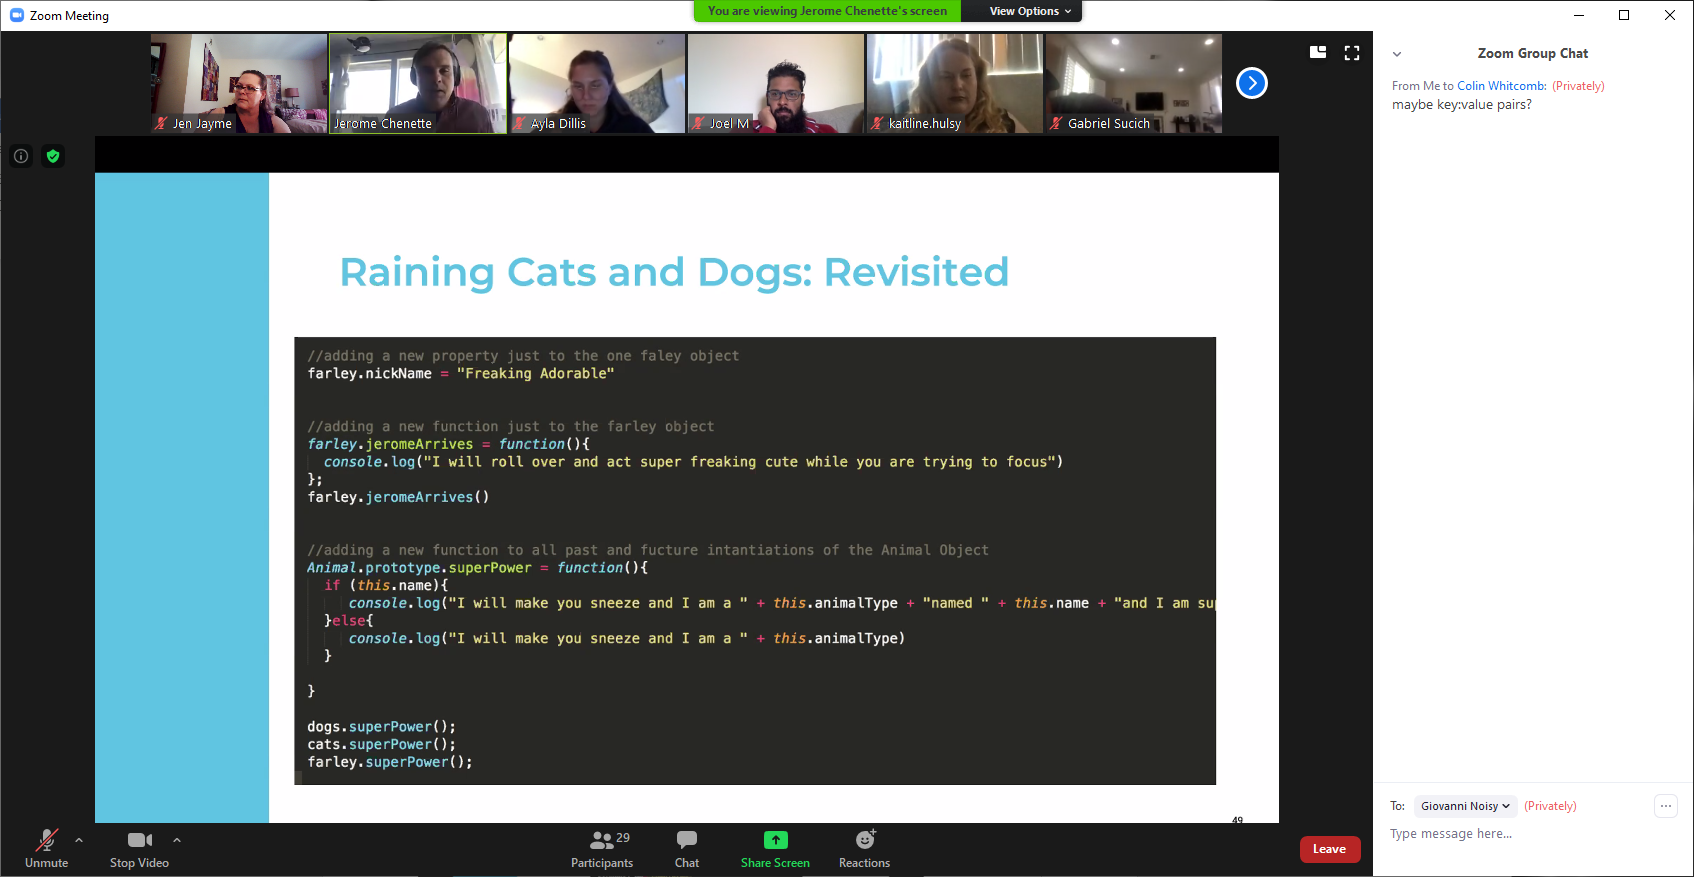 Zoom Meeting
You are viewing Jerome Chenette's screen
View Options
Jen Jayme
Jerome Chenette
Ayla Dillis
Joel M
kaitline.hulsy
Gabriel Sucich
Zoom Group Chat
From Me to Colin Whitcomb: (Privately)
maybe key:value pairs?
Raining Cats and Dogs: Revisited
//adding a new property just to the one faley object
farley.nickName = "Freaking Adorable"
//adding a new function just to the farley object
farley.jeromeArrives = function(){
console.log("I will roll over and act super freaking cute while you are trying to focus")
};
farley.jeromeArrives()
//adding a new function to all past and fucture intantiations of the Animal Object
Animal.prototype.superPower = function(){
if (this.name){
console.log("I will make you sneeze and I am a " + this.animalType + "named " + this.name + "and I am su
}else{
console.log("I will make you sneeze and I am a " + this.animalType)
}
}
dogs.superPower();
cats.superPower();
farley.superPower();
49
To: Giovanni Noisy (Privately)
Type message here...
Unmute
Stop Video
29
Participants
Chat
Share Screen
Reactions
Leave